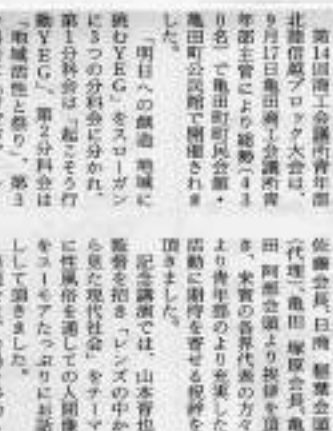 第14回商工会議所青年部
北陸信越ブロック大会は、
9月17日亀田商工会議所青
年部主管により総勢(43
0名)で亀田町町民会館・
亀田町公民館で開催されま
した。
「明日への創造 地域に
挑むYEG」をスローガン
に3つの分科会に分かれ、
第1分科会は「起こそう行
動YEG」、第2分科会は
「地域活性と祭り」、第3
佐藤会長、日商 稲葉会頭
(代理)、亀田 塚原会長、亀
田 阿部会頭より挨拶を頂
き、来賓の各界代表の方々
より青年部のより充実した
活動に期待を寄せる祝辞を
頂きました。
記念講演では、山本晋也
監督を招き「レンズの中か
ら見た現代社会」をテーマ
に性風俗を通しての人間像
をユーモアたっぷりにお話
しして頂きました。